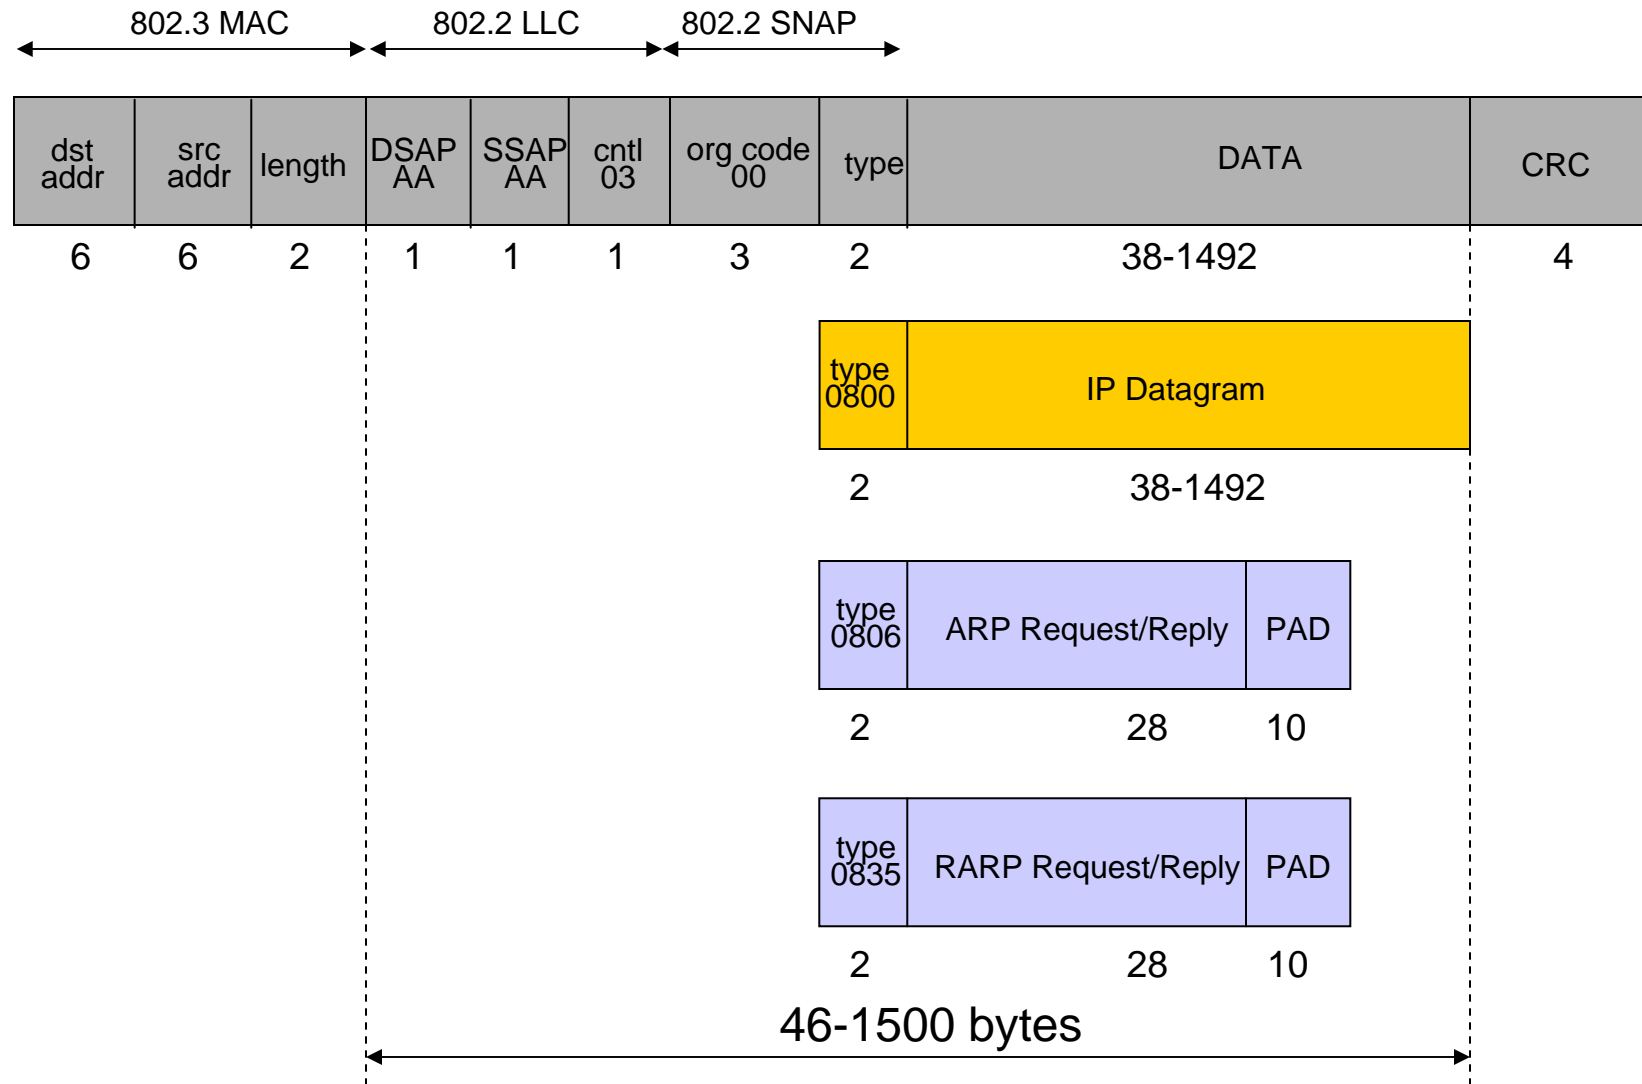 802.3 MAC 802.2 LLC 802.2 SNAP
dst addr src addr length DSAP AA SSAP AA cntl 03 org code 00 type DATA CRC
6 6 2 1 1 1 3 2 38-1492 4
type 0800 IP Datagram
2 38-1492
type 0806 ARP Request/Reply PAD
2 28 10
type 0835 RARP Request/Reply PAD
2 28 10
46-1500 bytes